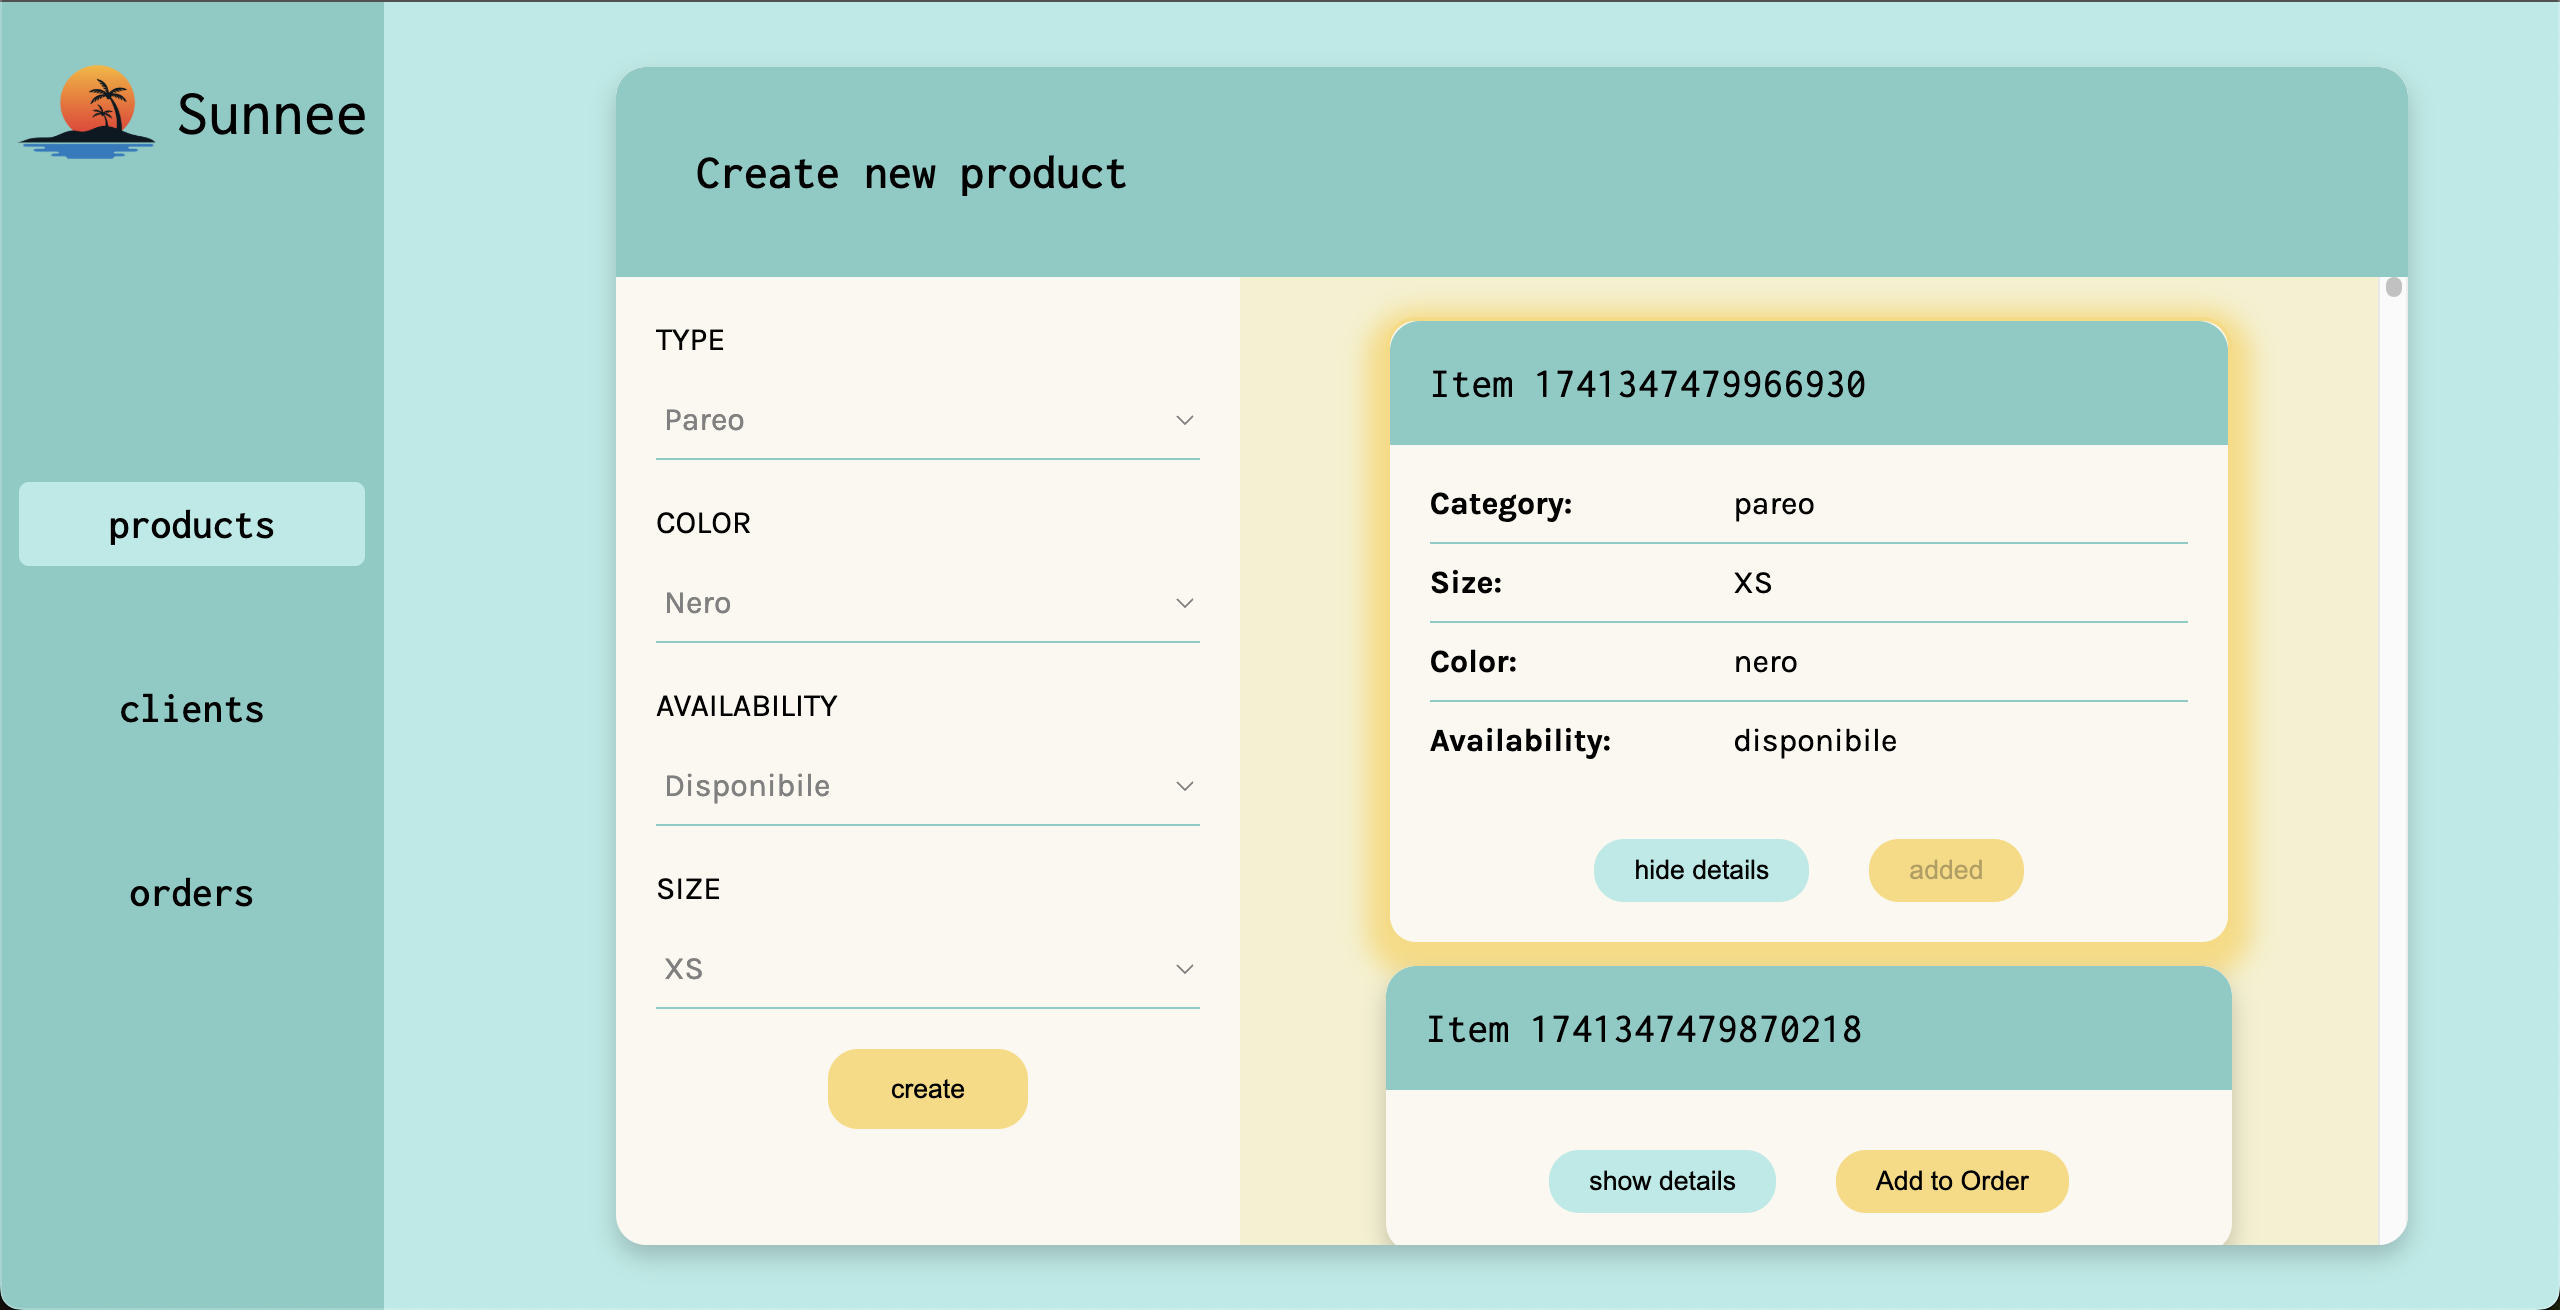 Sunnee
products
clients
orders
Create new product
TYPE
Pareo
COLOR
Nero
AVAILABILITY
Disponibile
SIZE
XS
create
Item 1741347479966930
Category: pareo
Size: XS
Color: nero
Availability: disponibile
hide details added
Item 1741347479870218
show details Add to Order